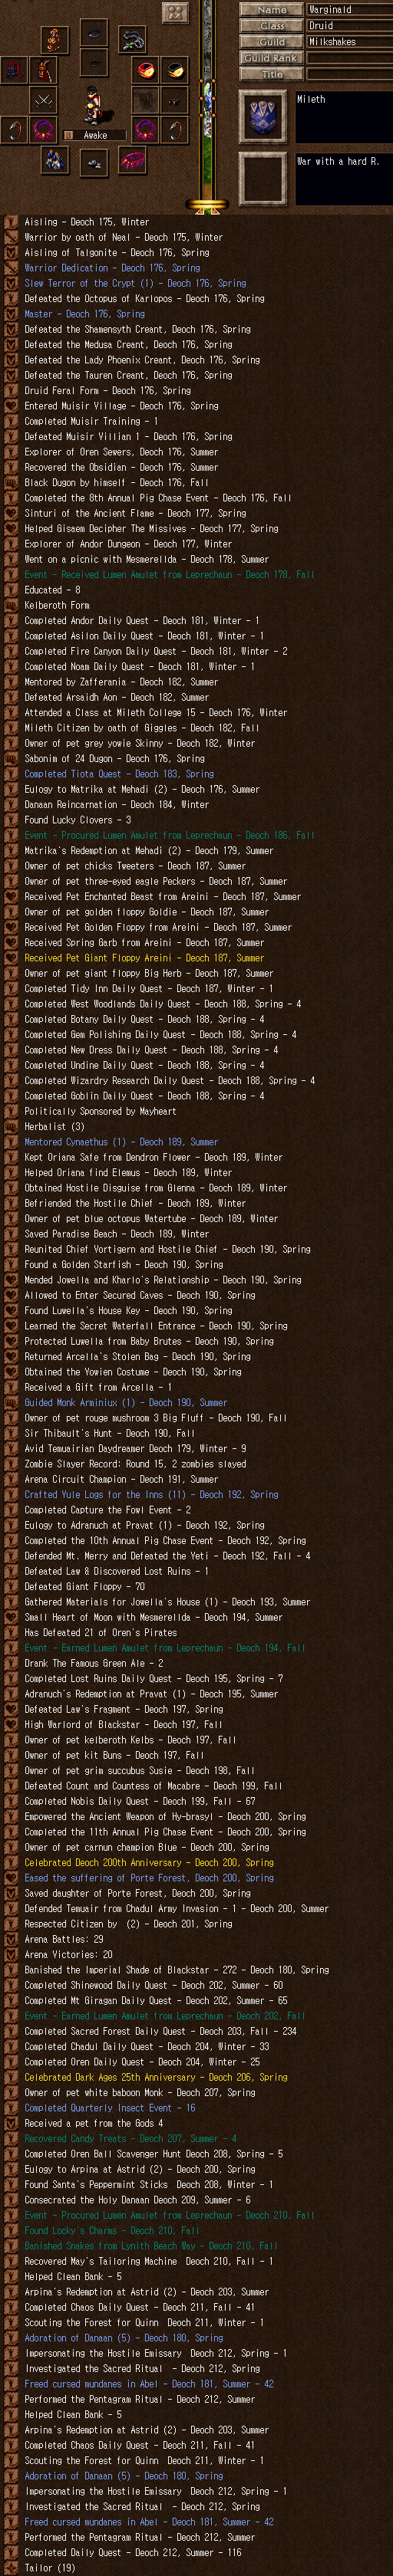 Name
Warginald
Class
Druid
Guild
Milkshakes
Guild Rank
Title
Mileth
Awake
War with a hard R.
Aisling - Deoch 175, Winter
Warrior by oath of Neal - Deoch 175, Winter
Aisling of Talgonite - Deoch 176, Spring
Warrior Dedication - Deoch 176, Spring
Slew Terror of the Crypt (1) - Deoch 176, Spring
Defeated the Octopus of Karlopos - Deoch 176, Spring
Master - Deoch 176, Spring
Defeated the Shamensyth Creant, Deoch 176, Spring
Defeated the Medusa Creant, Deoch 176, Spring
Defeated the Lady Phoenix Creant, Deoch 176, Spring
Defeated the Tauren Creant, Deoch 176, Spring
Druid Feral Form - Deoch 176, Spring
Entered Muisir Village - Deoch 176, Spring
Completed Muisir Training - 1
Defeated Muisir Villian 1 - Deoch 176, Spring
Explorer of Oren Sewers, Deoch 176, Summer
Recovered the Obsidian - Deoch 176, Summer
Black Dugon by himself - Deoch 176, Fall
Completed the 8th Annual Pig Chase Event - Deoch 176, Fall
Sinturi of the Ancient Flame - Deoch 177, Spring
Helped Gisaem Decipher The Missives - Deoch 177, Spring
Explorer of Andor Dungeon - Deoch 177, Winter
Went on a picnic with Mesmerellda - Deoch 178, Summer
Event - Received Lumen Amulet from Leprechaun - Deoch 178, Fall
Educated - 8
Kelberoth Form
Completed Andor Daily Quest - Deoch 181, Winter - 1
Completed Asilon Daily Quest - Deoch 181, Winter - 1
Completed Fire Canyon Daily Quest - Deoch 181, Winter - 2
Completed Noam Daily Quest - Deoch 181, Winter - 1
Mentored by Zafferania - Deoch 182, Summer
Defeated Arsaidh Aon - Deoch 182, Summer
Attended a Class at Mileth College 15 - Deoch 176, Winter
Mileth Citizen by oath of Giggles - Deoch 182, Fall
Owner of pet grey yowie Skinny - Deoch 182, Winter
Sabonim of 24 Dugon - Deoch 176, Spring
Completed Tiota Quest - Deoch 183, Spring
Eulogy to Matrika at Mehadi (2) - Deoch 176, Summer
Danaan Reincarnation - Deoch 184, Winter
Found Lucky Clovers - 3
Event - Procured Lumen Amulet from Leprechaun - Deoch 186, Fall
Matrika's Redemption at Mehadi (2) - Deoch 179, Summer
Owner of pet chicks Tweeters - Deoch 187, Summer
Owner of pet three-eyed eagle Peckers - Deoch 187, Summer
Received Pet Enchanted Beast from Areini - Deoch 187, Summer
Owner of pet golden floppy Goldie - Deoch 187, Summer
Received Pet Golden Floppy from Areini - Deoch 187, Summer
Received Spring Garb from Areini - Deoch 187, Summer
Received Pet Giant Floppy Areini - Deoch 187, Summer
Owner of pet giant floppy Big Herb - Deoch 187, Summer
Completed Tidy Inn Daily Quest - Deoch 187, Winter - 1
Completed West Woodlands Daily Quest - Deoch 188, Spring - 4
Completed Botany Daily Quest - Deoch 188, Spring - 4
Completed Gem Polishing Daily Quest - Deoch 188, Spring - 4
Completed New Dress Daily Quest - Deoch 188, Spring - 4
Completed Undine Daily Quest - Deoch 188, Spring - 4
Completed Wizardry Research Daily Quest - Deoch 188, Spring - 4
Completed Goblin Daily Quest - Deoch 188, Spring - 4
Politically Sponsored by Mayheart
Herbalist (3)
Mentored Cynaethus (1) - Deoch 189, Summer
Kept Oriana Safe from Dendron Flower - Deoch 189, Winter
Helped Oriana find Elemus - Deoch 189, Winter
Obtained Hostile Disguise from Glenna - Deoch 189, Winter
Befriended the Hostile Chief - Deoch 189, Winter
Owner of pet blue octopus Watertube - Deoch 189, Winter
Saved Paradise Beach - Deoch 189, Winter
Reunited Chief Vortigern and Hostile Chief - Deoch 190, Spring
Found a Golden Starfish - Deoch 190, Spring
Mended Jowella and Kharlo's Relationship - Deoch 190, Spring
Allowed to Enter Secured Caves - Deoch 190, Spring
Found Luwella's House Key - Deoch 190, Spring
Learned the Secret Waterfall Entrance - Deoch 190, Spring
Protected Luwella from Baby Brutes - Deoch 190, Spring
Returned Arcella's Stolen Bag - Deoch 190, Spring
Obtained the Yowien Costume - Deoch 190, Spring
Received a Gift from Arcella - 1
Guided Monk Arminiux (1) - Deoch 190, Summer
Owner of pet rouge mushroom 3 Big Fluff - Deoch 190, Fall
Sir Thibault's Hunt - Deoch 190, Fall
Avid Temuairian Daydreamer Deoch 179, Winter - 9
Zombie Slayer Record: Round 15, 2 zombies slayed
Arena Circuit Champion - Deoch 191, Summer
Crafted Yule Logs for the Inns (11) - Deoch 192, Spring
Completed Capture the Fowl Event - 2
Eulogy to Adranuch at Pravat (1) - Deoch 192, Spring
Completed the 10th Annual Pig Chase Event - Deoch 192, Spring
Defended Mt. Merry and Defeated the Yeti - Deoch 192, Fall - 4
Defeated Law & Discovered Lost Ruins - 1
Defeated Giant Floppy - 70
Gathered Materials for Jowella's House (1) - Deoch 193, Summer
Small Heart of Moon with Mesmerellda - Deoch 194, Summer
Has Defeated 21 of Oren's Pirates
Event - Earned Lumen Amulet from Leprechaun - Deoch 194, Fall
Drank The Famous Green Ale - 2
Completed Lost Ruins Daily Quest - Deoch 195, Spring - 7
Adranuch's Redemption at Pravat (1) - Deoch 195, Summer
Defeated Law's Fragment - Deoch 197, Spring
High Warlord of Blackstar - Deoch 197, Fall
Owner of pet kelberoth Kelbs - Deoch 197, Fall
Owner of pet kit Buns - Deoch 197, Fall
Owner of pet grim succubus Susie - Deoch 198, Fall
Defeated Count and Countess of Macabre - Deoch 199, Fall
Completed Nobis Daily Quest - Deoch 199, Fall - 67
Empowered the Ancient Weapon of Hy-brasyl - Deoch 200, Spring
Completed the 11th Annual Pig Chase Event - Deoch 200, Spring
Owner of pet carnun champion Blue - Deoch 200, Spring
Celebrated Deoch 200th Anniversary - Deoch 200, Spring
Eased the suffering of Porte Forest, Deoch 200, Spring
Saved daughter of Porte Forest, Deoch 200, Spring
Defended Temuair from Chadul Army Invasion - 1 - Deoch 200, Summer
Respected Citizen by  (2) - Deoch 201, Spring
Arena Battles: 29
Arena Victories: 20
Banished the Imperial Shade of Blackstar - 272 - Deoch 180, Spring
Completed Shinewood Daily Quest - Deoch 202, Summer - 60
Completed Mt Giragan Daily Quest - Deoch 202, Summer - 65
Event - Earned Lumen Amulet from Leprechaun - Deoch 202, Fall
Completed Sacred Forest Daily Quest - Deoch 203, Fall - 234
Completed Chadul Daily Quest - Deoch 204, Winter - 33
Completed Oren Daily Quest - Deoch 204, Winter - 25
Celebrated Dark Ages 25th Anniversary - Deoch 206, Spring
Owner of pet white baboon Monk - Deoch 207, Spring
Completed Quarterly Insect Event - 16
Received a pet from the Gods 4
Recovered Candy Treats - Deoch 207, Summer - 4
Completed Oren Ball Scavenger Hunt Deoch 208, Spring - 5
Eulogy to Arpina at Astrid (2) - Deoch 200, Spring
Found Santa's Peppermint Sticks  Deoch 208, Winter - 1
Consecrated the Holy Danaan Deoch 209, Summer - 6
Event - Procured Lumen Amulet from Leprechaun - Deoch 210, Fall
Found Locky's Charms - Deoch 210, Fall
Banished Snakes from Lynith Beach Way - Deoch 210, Fall
Recovered May's Tailoring Machine  Deoch 210, Fall - 1
Helped Clean Bank - 5
Arpina's Redemption at Astrid (2) - Deoch 203, Summer
Completed Chaos Daily Quest - Deoch 211, Fall - 41
Scouting the Forest for Quinn  Deoch 211, Winter - 1
Adoration of Danaan (5) - Deoch 180, Spring
Impersonating the Hostile Emissary  Deoch 212, Spring - 1
Investigated the Sacred Ritual  - Deoch 212, Spring
Freed cursed mundanes in Abel - Deoch 181, Summer - 42
Performed the Pentagram Ritual - Deoch 212, Summer
Helped Clean Bank - 5
Arpina's Redemption at Astrid (2) - Deoch 203, Summer
Completed Chaos Daily Quest - Deoch 211, Fall - 41
Scouting the Forest for Quinn  Deoch 211, Winter - 1
Adoration of Danaan (5) - Deoch 180, Spring
Impersonating the Hostile Emissary  Deoch 212, Spring - 1
Investigated the Sacred Ritual  - Deoch 212, Spring
Freed cursed mundanes in Abel - Deoch 181, Summer - 42
Performed the Pentagram Ritual - Deoch 212, Summer
Completed Daily Quest - Deoch 212, Summer - 116
Tailor (19)